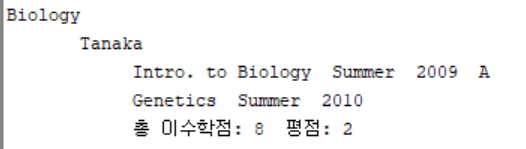 Biology
Tanaka
Intro. to Biology Summer 2009 A
Genetics Summer 2010
총 이수학점: 8 평점: 2